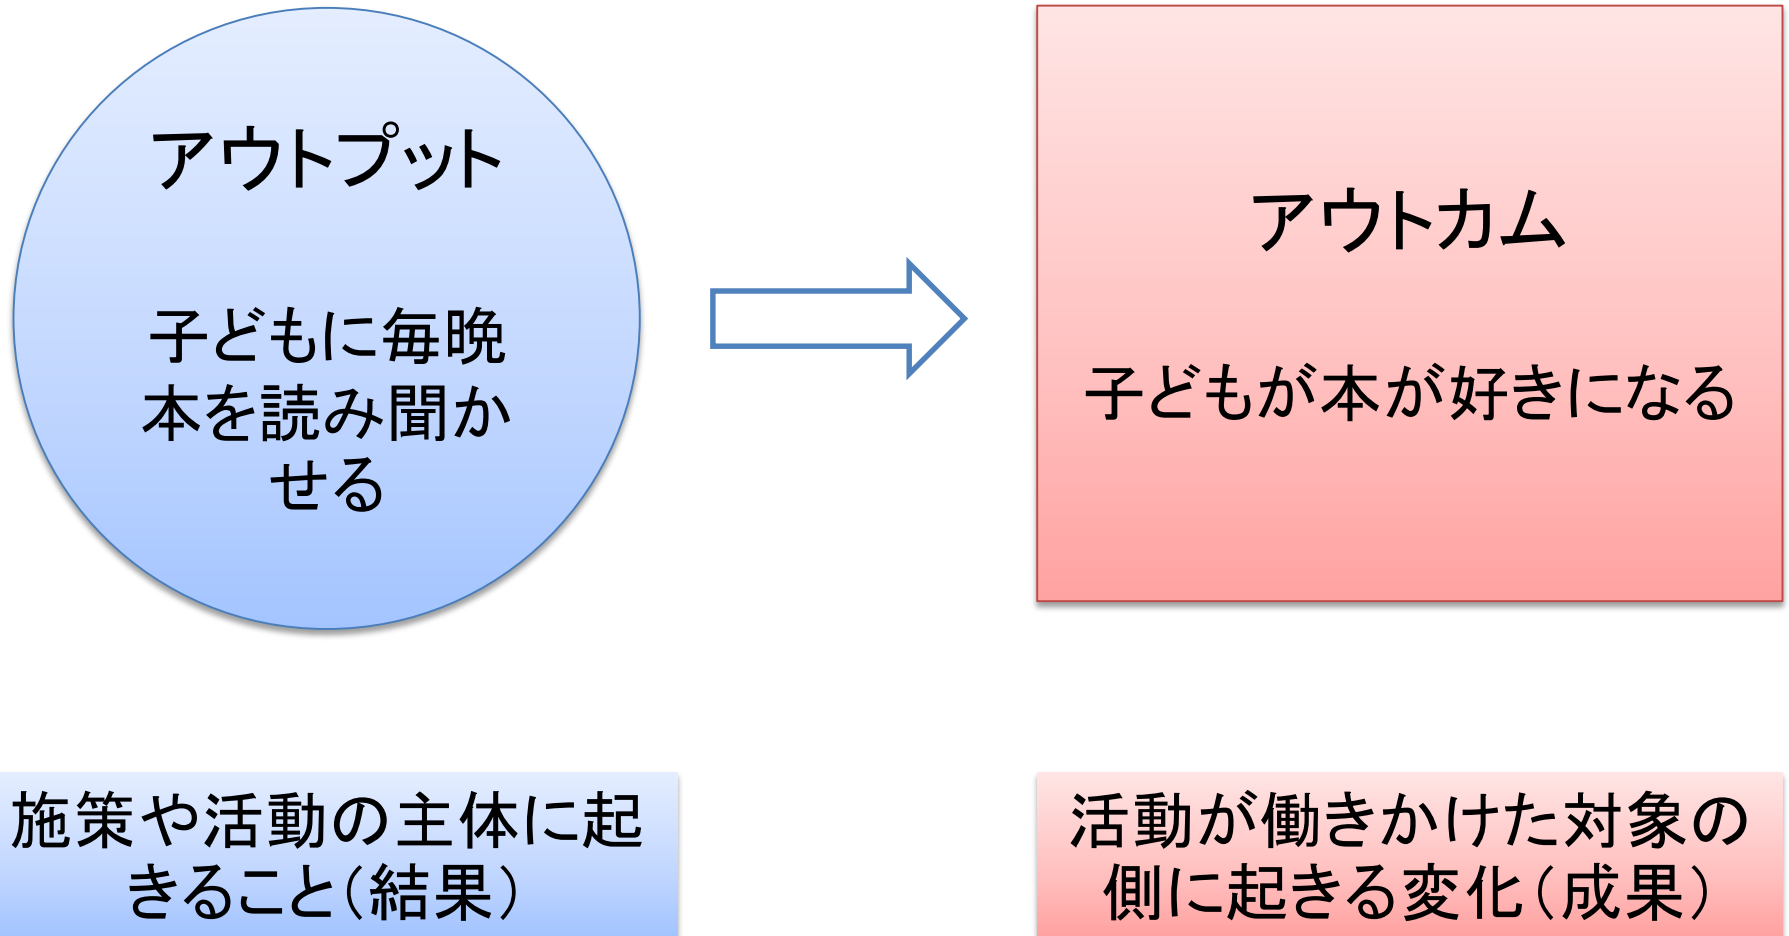 アウトプット
子どもに毎晩
本を読み聞か
せる
アウトカム
子どもが本が好きになる
施策や活動の主体に起
きること(結果)
活動が働きかけた対象の
側に起きる変化(成果)